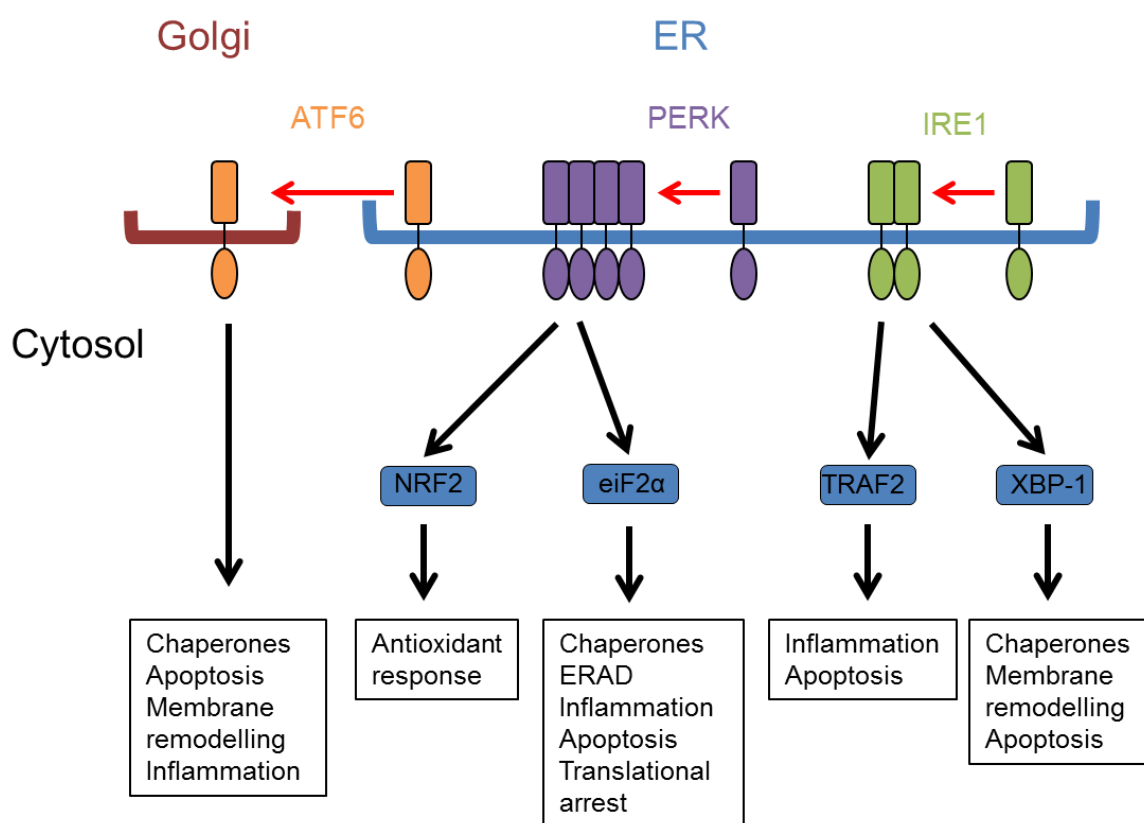 Golgi
ER
ATF6
PERK
IRE1
Cytosol
NRF2
eiF2α
TRAF2
XBP-1
Chaperones
Apoptosis
Membrane
remodelling
Inflammation
Antioxidant
response
Chaperones
ERAD
Inflammation
Apoptosis
Translational
arrest
Inflammation
Apoptosis
Chaperones
Membrane
remodelling
Apoptosis